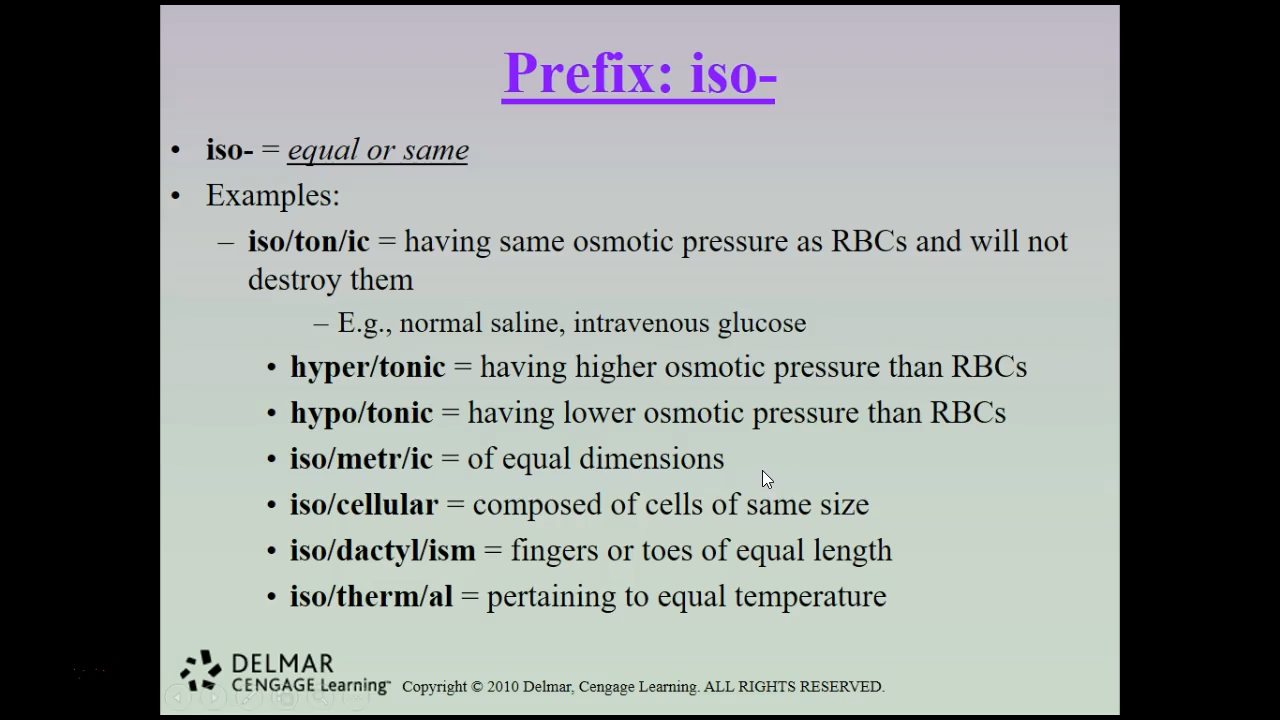 Prefix: iso-
• iso- = equal or same
• Examples:
– iso/ton/ic = having same osmotic pressure as RBCs and will not
destroy them
– E.g., normal saline, intravenous glucose
• hyper/tonic = having higher osmotic pressure than RBCs
• hypo/tonic = having lower osmotic pressure than RBCs
• iso/metr/ic = of equal dimensions
• iso/cellular = composed of cells of same size
• iso/dactyl/ism = fingers or toes of equal length
• iso/therm/al = pertaining to equal temperature
DELMAR
CENGAGE Learning™
Copyright © 2010 Delmar, Cengage Learning. ALL RIGHTS RESERVED.